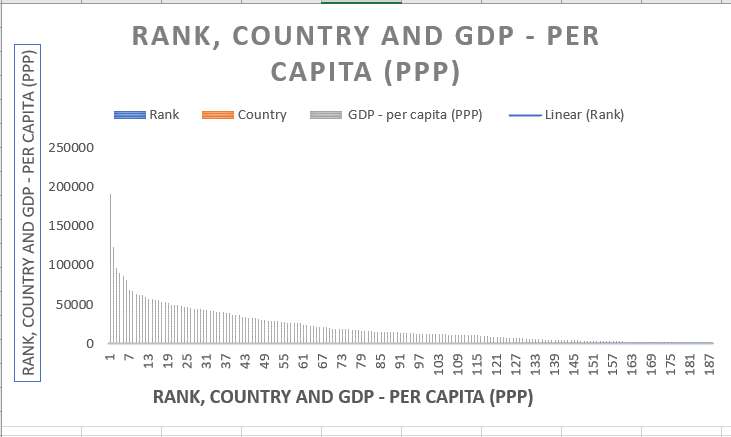 RANK, COUNTRY AND GDP - PER
CAPITA (PPP)
Rank Country GDP - per capita (PPP) Linear (Rank)
RANK, COUNTRY AND GDP - PER CAPITA (PPP)
250000
200000
150000
100000
50000
0
1 7 13 19 25 31 37 43 49 55 61 67 73 79 85 91 97 103 109 115 121 127 133 139 145 151 157 163 169 175 181 187
RANK, COUNTRY AND GDP - PER CAPITA (PPP)